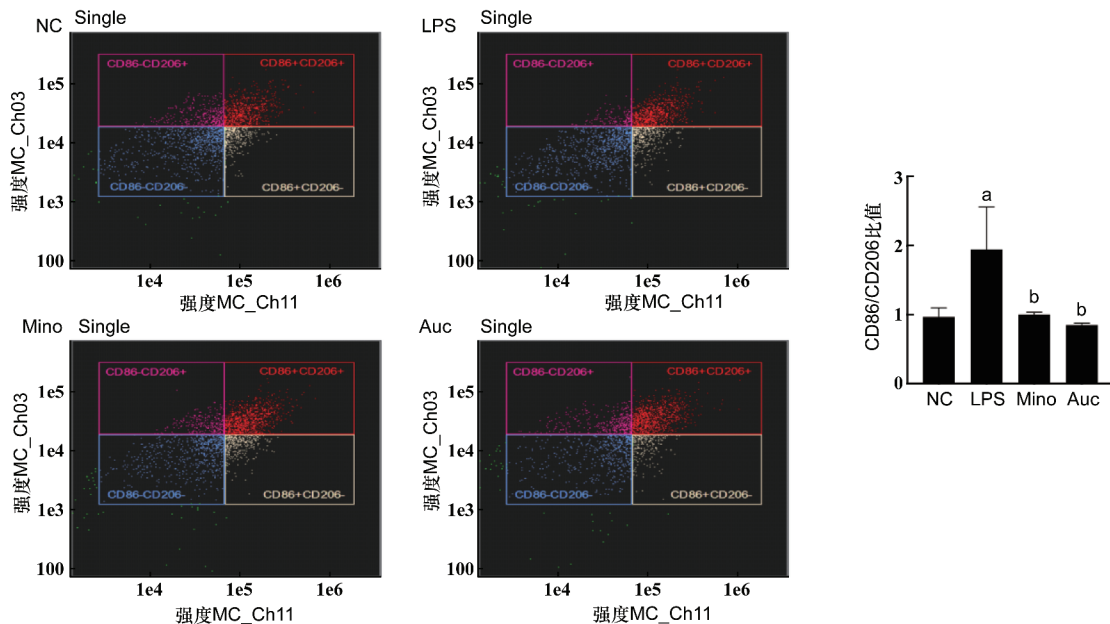 NC Single
CD86-CD206+
CD86+CD206+
CD86-CD206-
CD86+CD206-
强度MC_Ch03
1e5
1e4
1e3
100
1e4 1e5 1e6
强度MC_Ch11
LPS Single
CD86-CD206+
CD86+CD206+
CD86-CD206-
CD86+CD206-
强度MC_Ch03
1e5
1e4
1e3
100
1e4 1e5 1e6
强度MC_Ch11
Mino Single
CD86-CD206+
CD86+CD206+
CD86-CD206-
CD86+CD206-
强度MC_Ch03
1e5
1e4
1e3
100
1e4 1e5 1e6
强度MC_Ch11
Auc Single
CD86-CD206+
CD86+CD206+
CD86-CD206-
CD86+CD206-
强度MC_Ch03
1e5
1e4
1e3
100
1e4 1e5 1e6
强度MC_Ch11
CD86/CD206比值
3
2
1
0
a
b
b
NC LPS Mino Auc